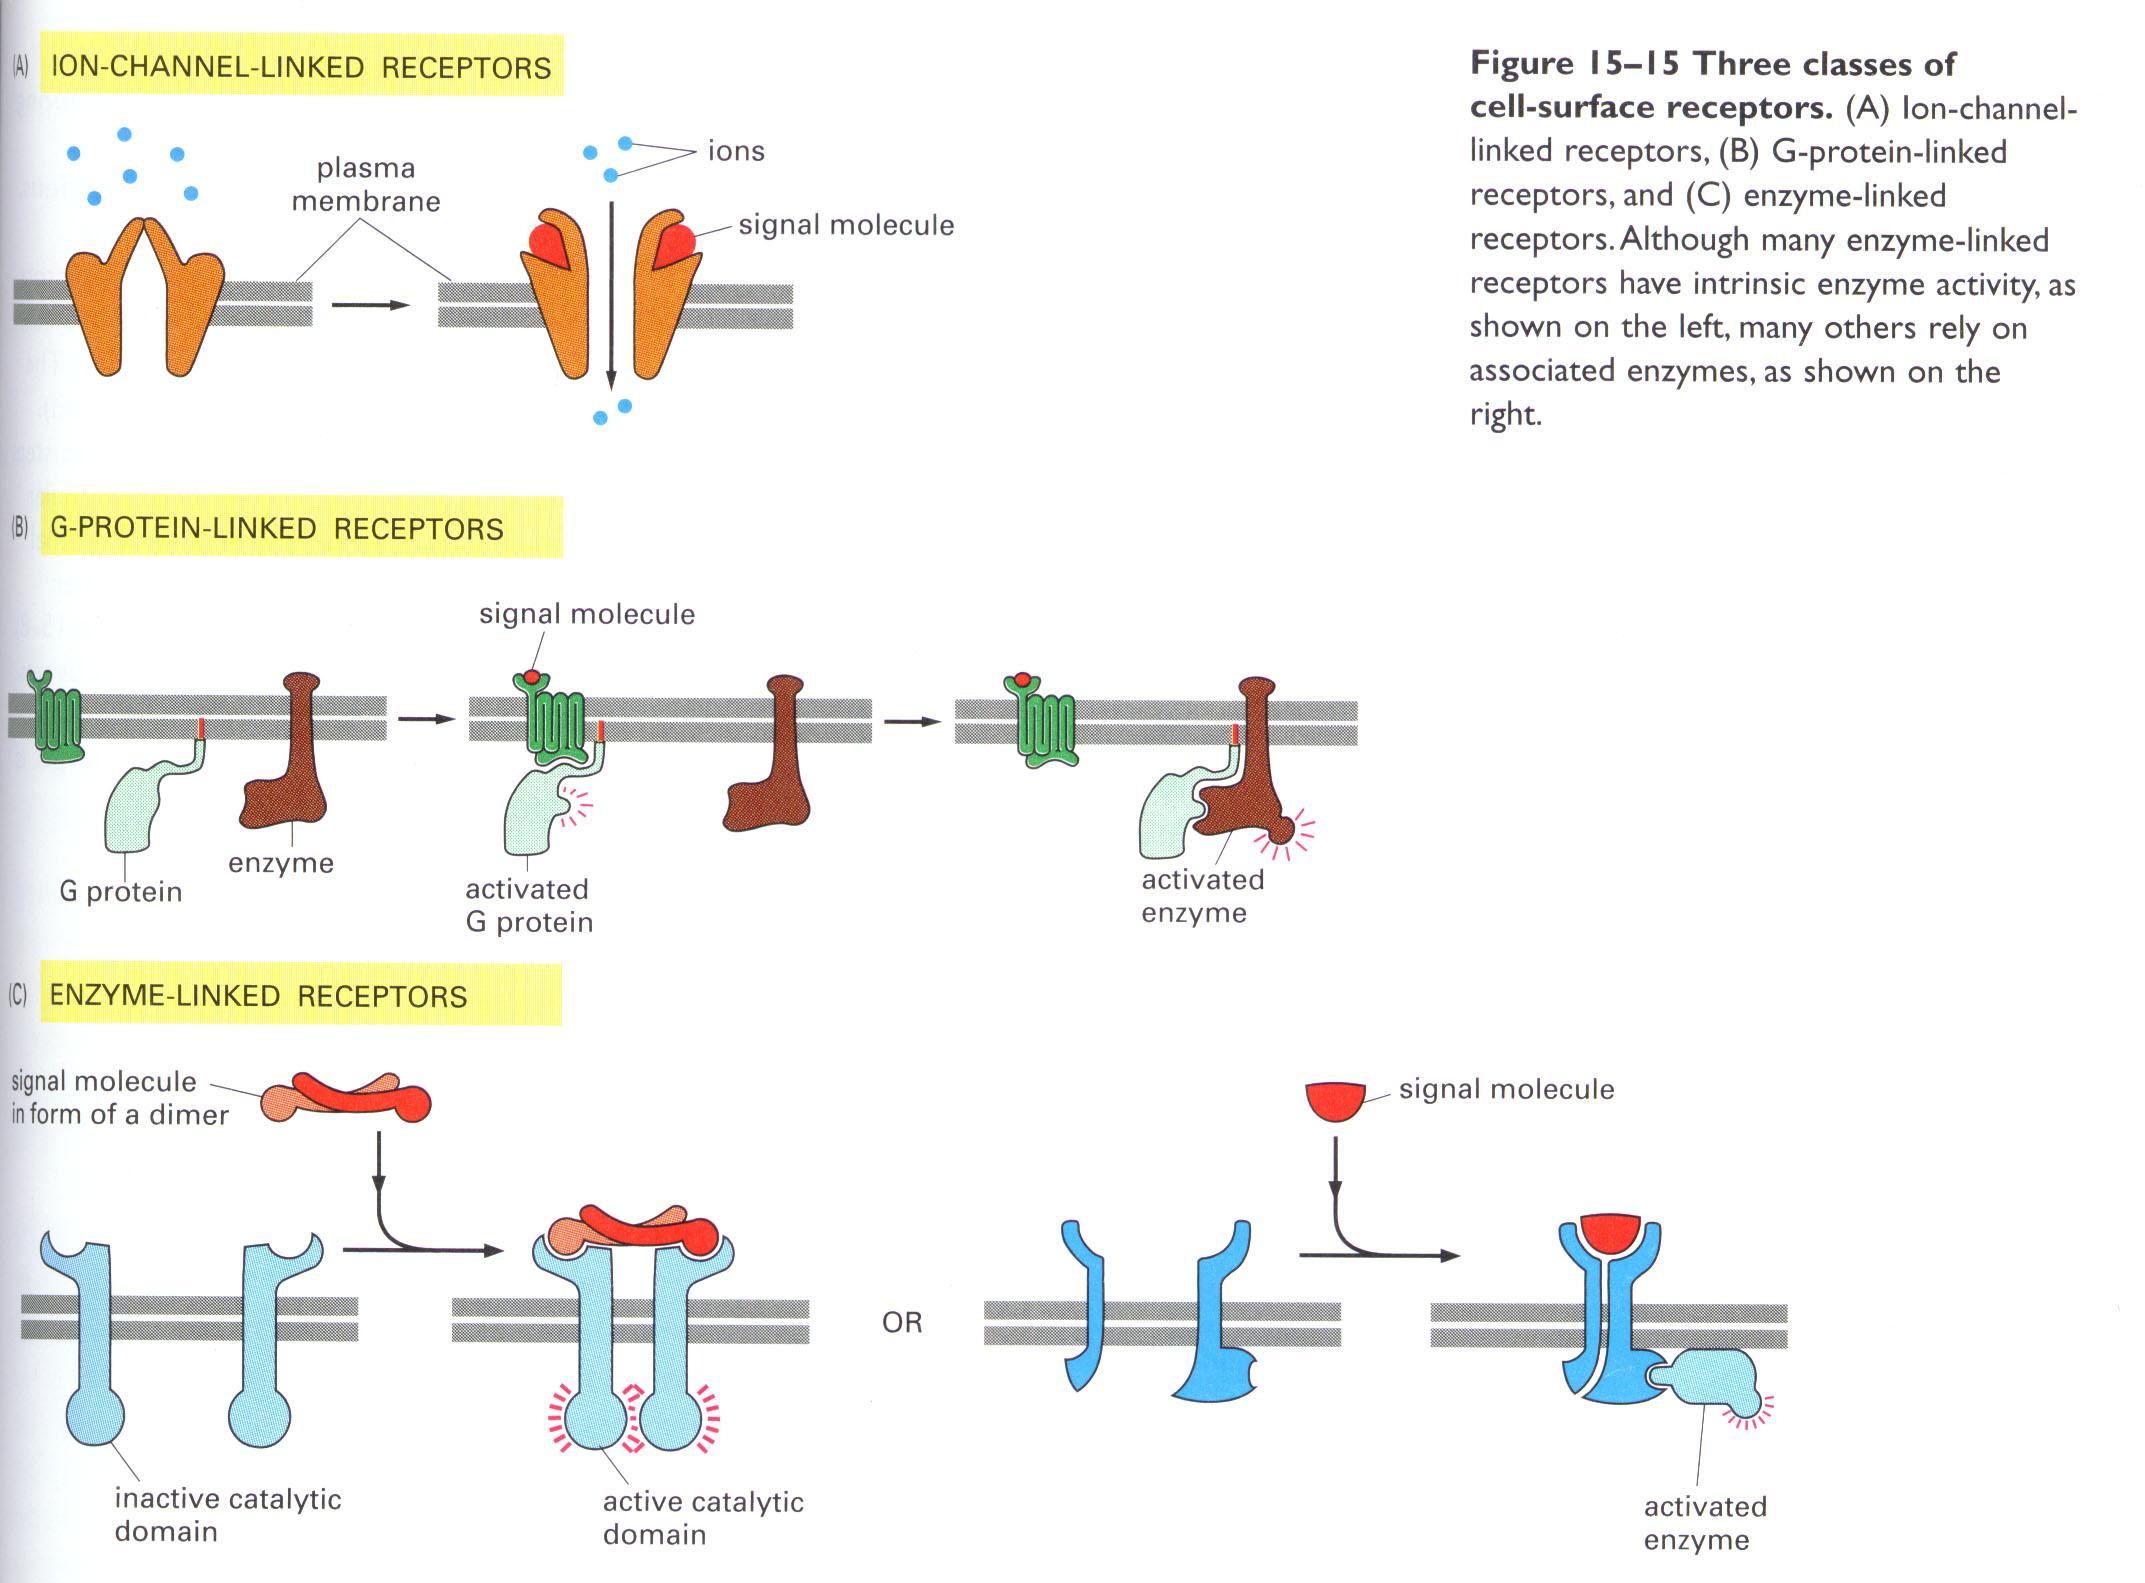 (A) ION-CHANNEL-LINKED RECEPTORS
plasma
membrane
ions
signal molecule
Figure 15–15 Three classes of
cell-surface receptors. (A) Ion-channel-
linked receptors, (B) G-protein-linked
receptors, and (C) enzyme-linked
receptors. Although many enzyme-linked
receptors have intrinsic enzyme activity, as
shown on the left, many others rely on
associated enzymes, as shown on the
right.
(B) G-PROTEIN-LINKED RECEPTORS
signal molecule
G protein
enzyme
activated
G protein
activated
enzyme
(C) ENZYME-LINKED RECEPTORS
signal molecule
in form of a dimer
inactive catalytic
domain
active catalytic
domain
OR
signal molecule
activated
enzyme